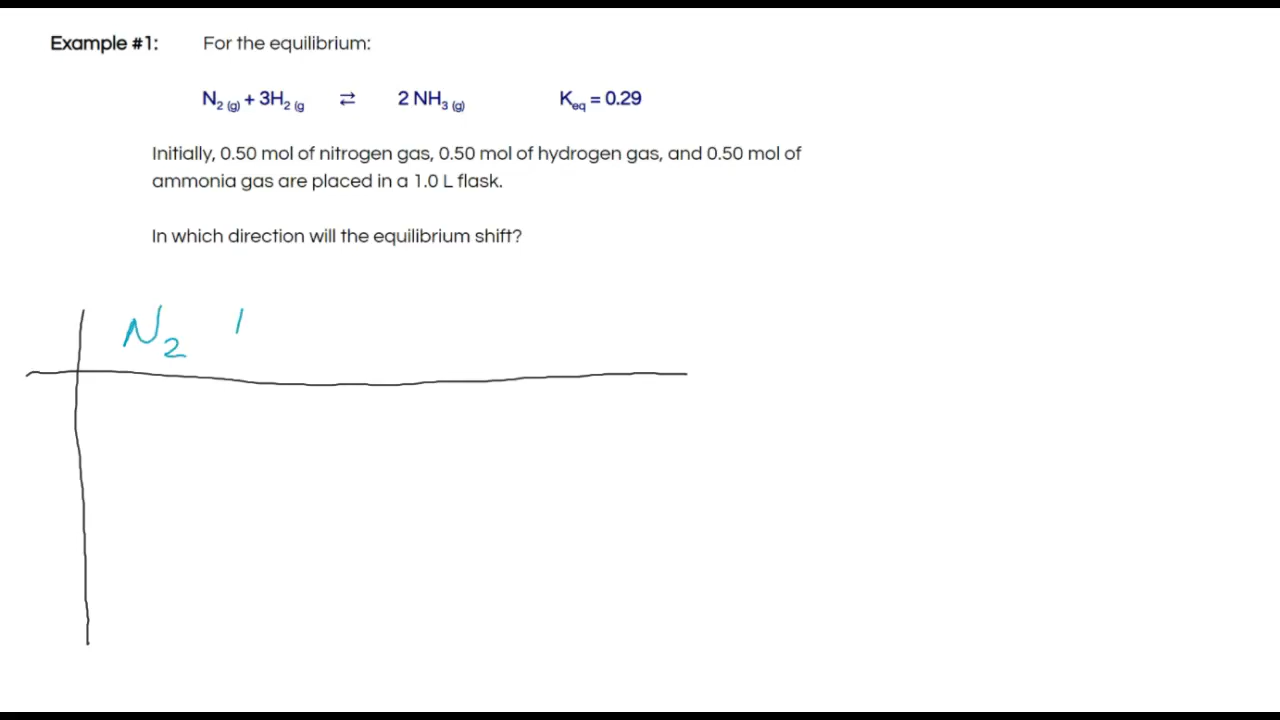 Example #1: For the equilibrium:
N₂ (g) + 3H₂ (g ⇄ 2 NH₃ (g) Keq = 0.29
Initially, 0.50 mol of nitrogen gas, 0.50 mol of hydrogen gas, and 0.50 mol of
ammonia gas are placed in a 1.0 L flask.
In which direction will the equilibrium shift?
N₂